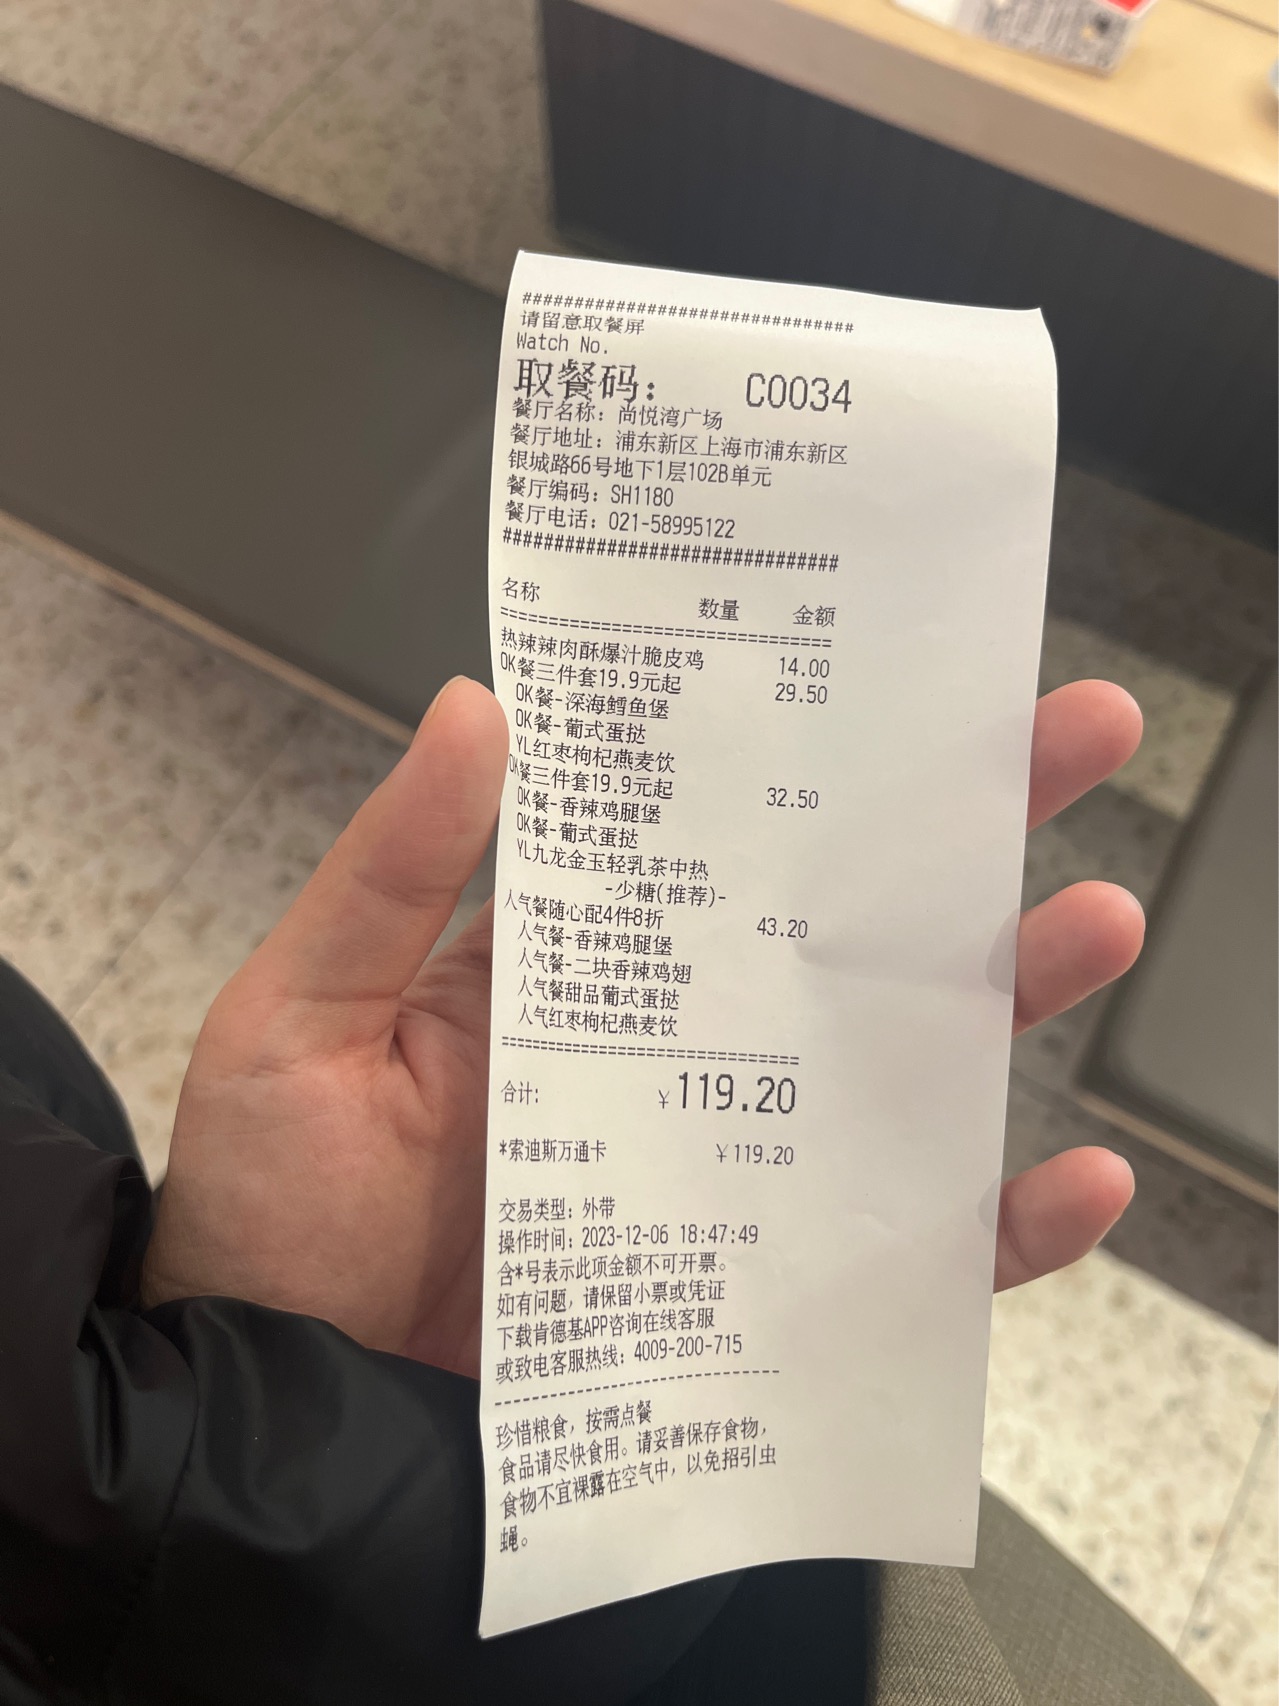 ################################
请留意取餐屏
Watch No.
取餐码: C0034
餐厅名称: 尚悦湾广场
餐厅地址: 浦东新区上海市浦东新区
银城路66号地下1层102B单元
餐厅编码: SH1180
餐厅电话: 021-58995122
################################
名称 数量 金额
================================
热辣辣肉酥爆汁脆皮鸡 14.00
OK餐三件套19.9元起 29.50
OK餐-深海鳕鱼堡
OK餐-葡式蛋挞
YL红枣枸杞燕麦饮
OK餐三件套19.9元起 32.50
OK餐-香辣鸡腿堡
OK餐-葡式蛋挞
YL九龙金玉轻乳茶中热
-少糖(推荐)-
人气餐随心配4件8折 43.20
人气餐-香辣鸡腿堡
人气餐-二块香辣鸡翅
人气餐甜品葡式蛋挞
人气红枣枸杞燕麦饮
================================
合计: ¥119.20
*索迪斯万通卡 ¥119.20
交易类型: 外带
操作时间: 2023-12-06 18:47:49
含*号表示此项金额不可开票。
如有问题, 请保留小票或凭证
下载肯德基APP咨询在线客服
或致电客服热线: 4009-200-715
--------------------------------
珍惜粮食, 按需点餐
食品请尽快食用。请妥善保存食物,
食物不宜裸露在空气中, 以免招引虫
蝇。